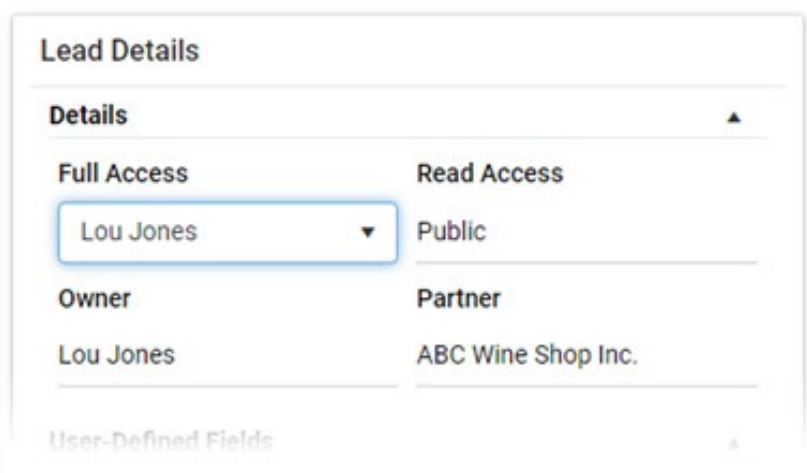 Lead Details
Details
Full Access Read Access
Lou Jones Public
Owner Partner
Lou Jones ABC Wine Shop Inc.
User-Defined Fields